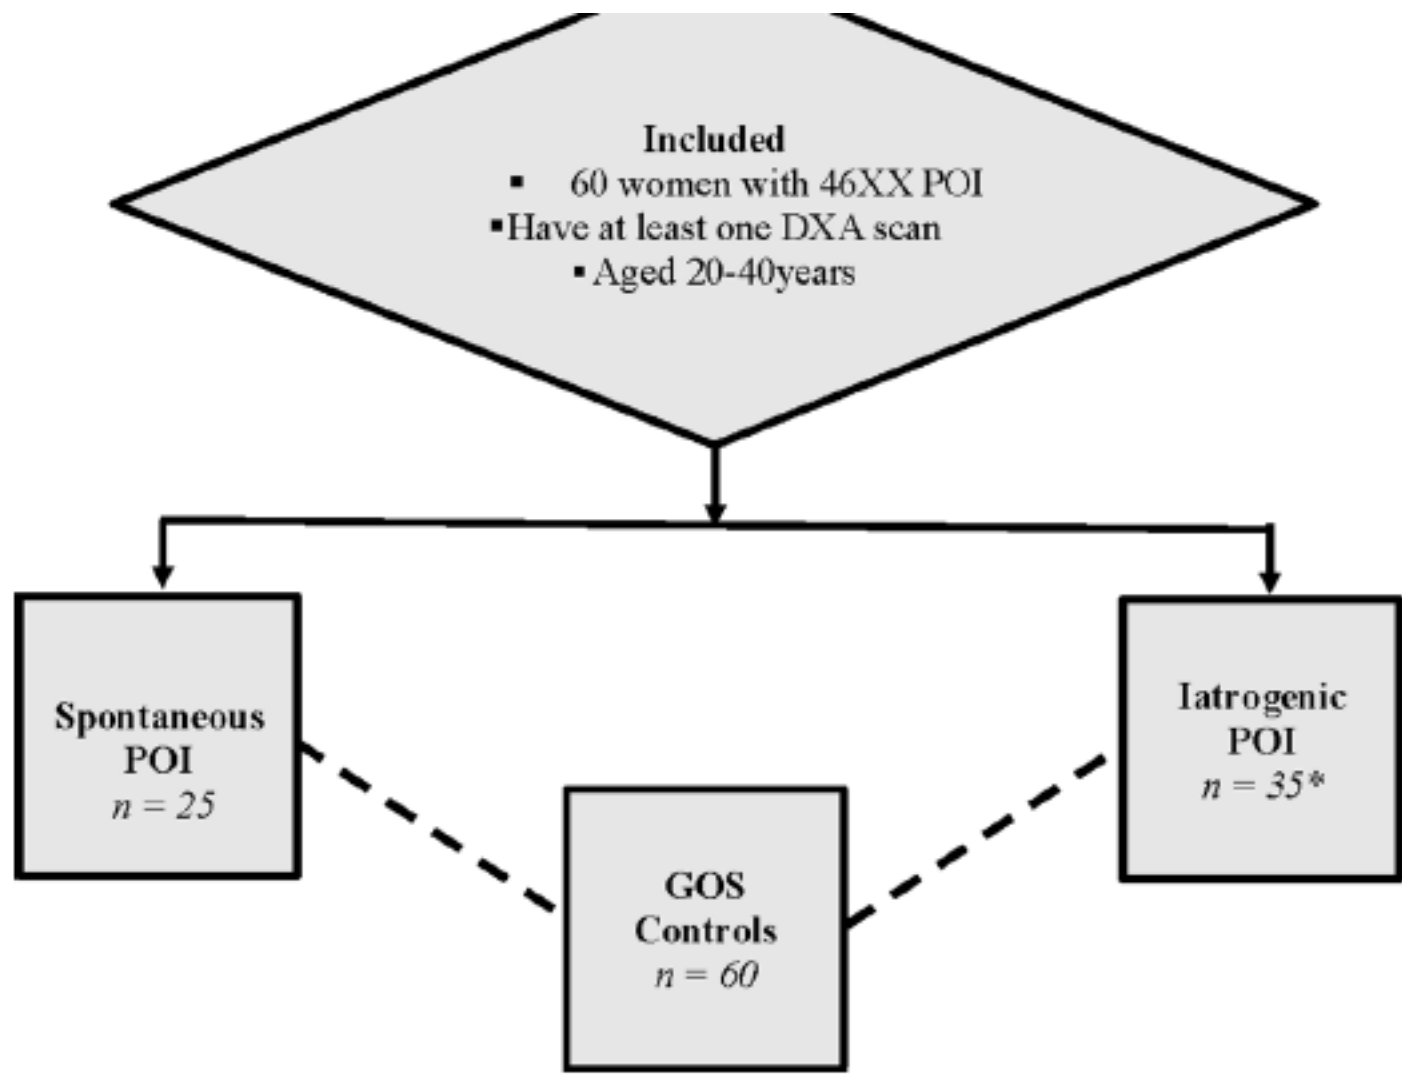 Included
▪ 60 women with 46XX POI
▪Have at least one DXA scan
▪Aged 20-40years
Spontaneous
POI
n = 25
Iatrogenic
POI
n = 35*
GOS
Controls
n = 60